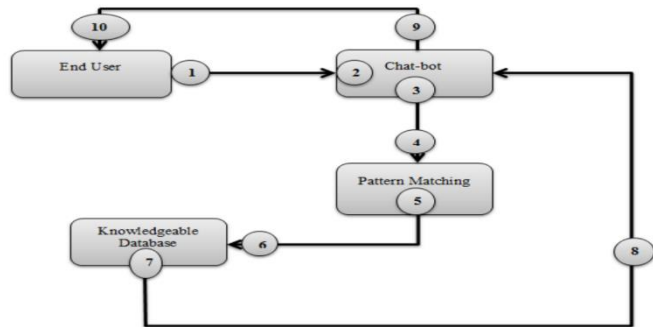 10
9
End User
1
2
Chat-bot
3
4
Pattern Matching
5
Knowledgeable
Database
6
7
8